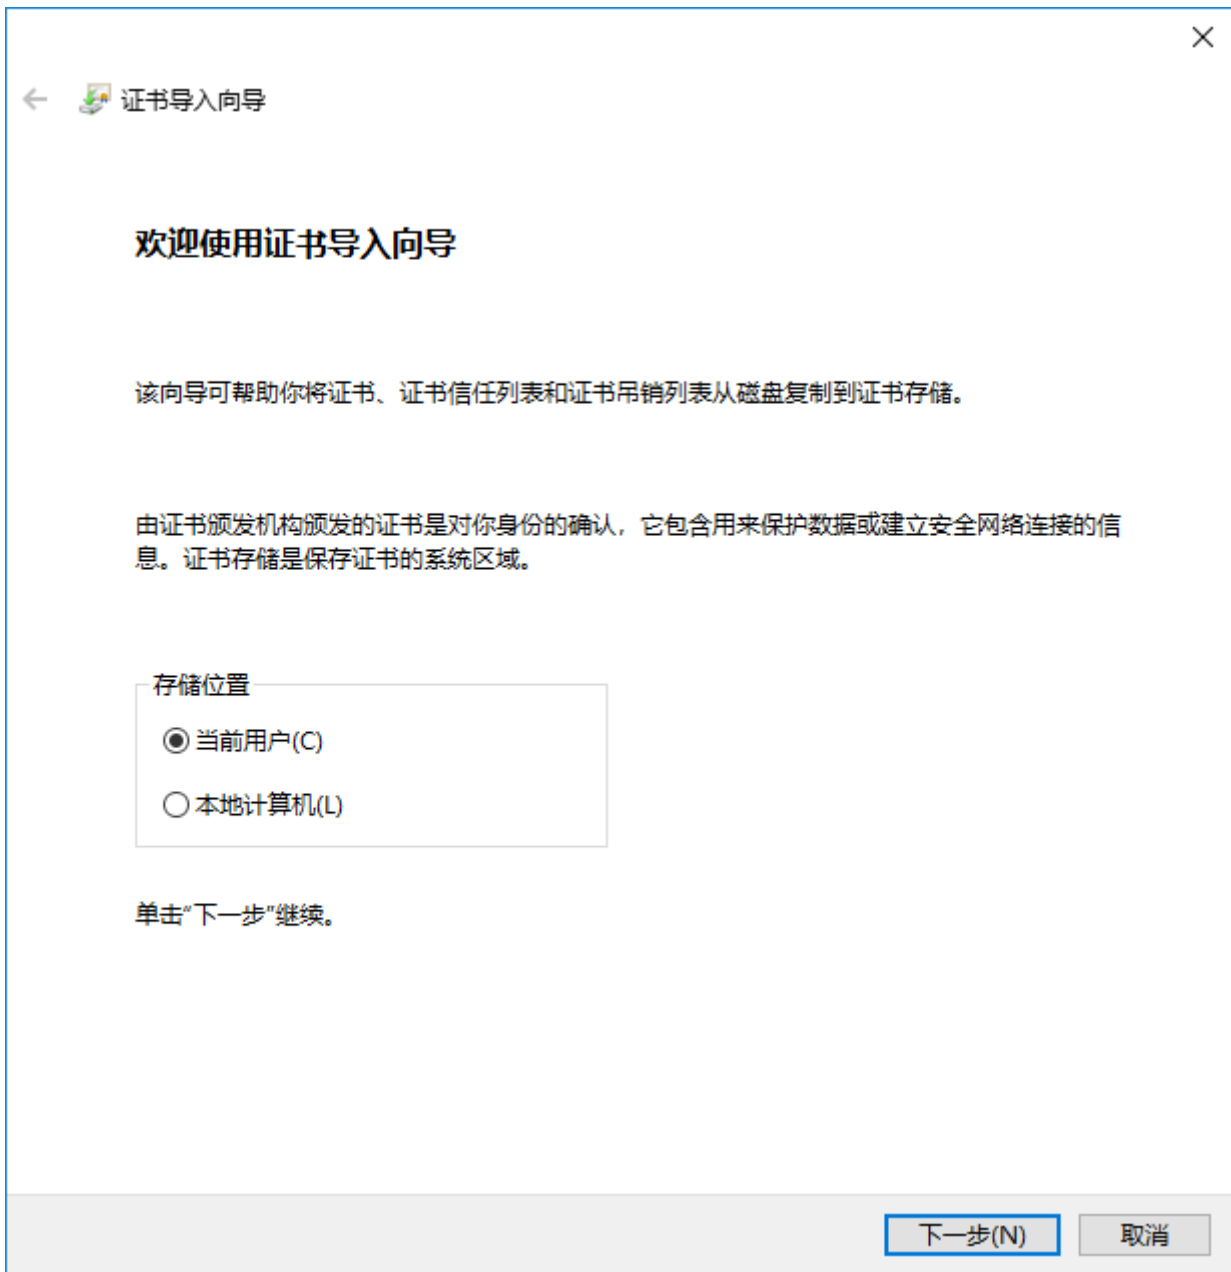 证书导入向导
欢迎使用证书导入向导
该向导可帮助你将证书、证书信任列表和证书吊销列表从磁盘复制到证书存储。
由证书颁发机构颁发的证书是对你身份的确认，它包含用来保护数据或建立安全网络连接的信
息。证书存储是保存证书的系统区域。
存储位置
当前用户(C)
本地计算机(L)
单击"下一步"继续。
下一步(N)
取消